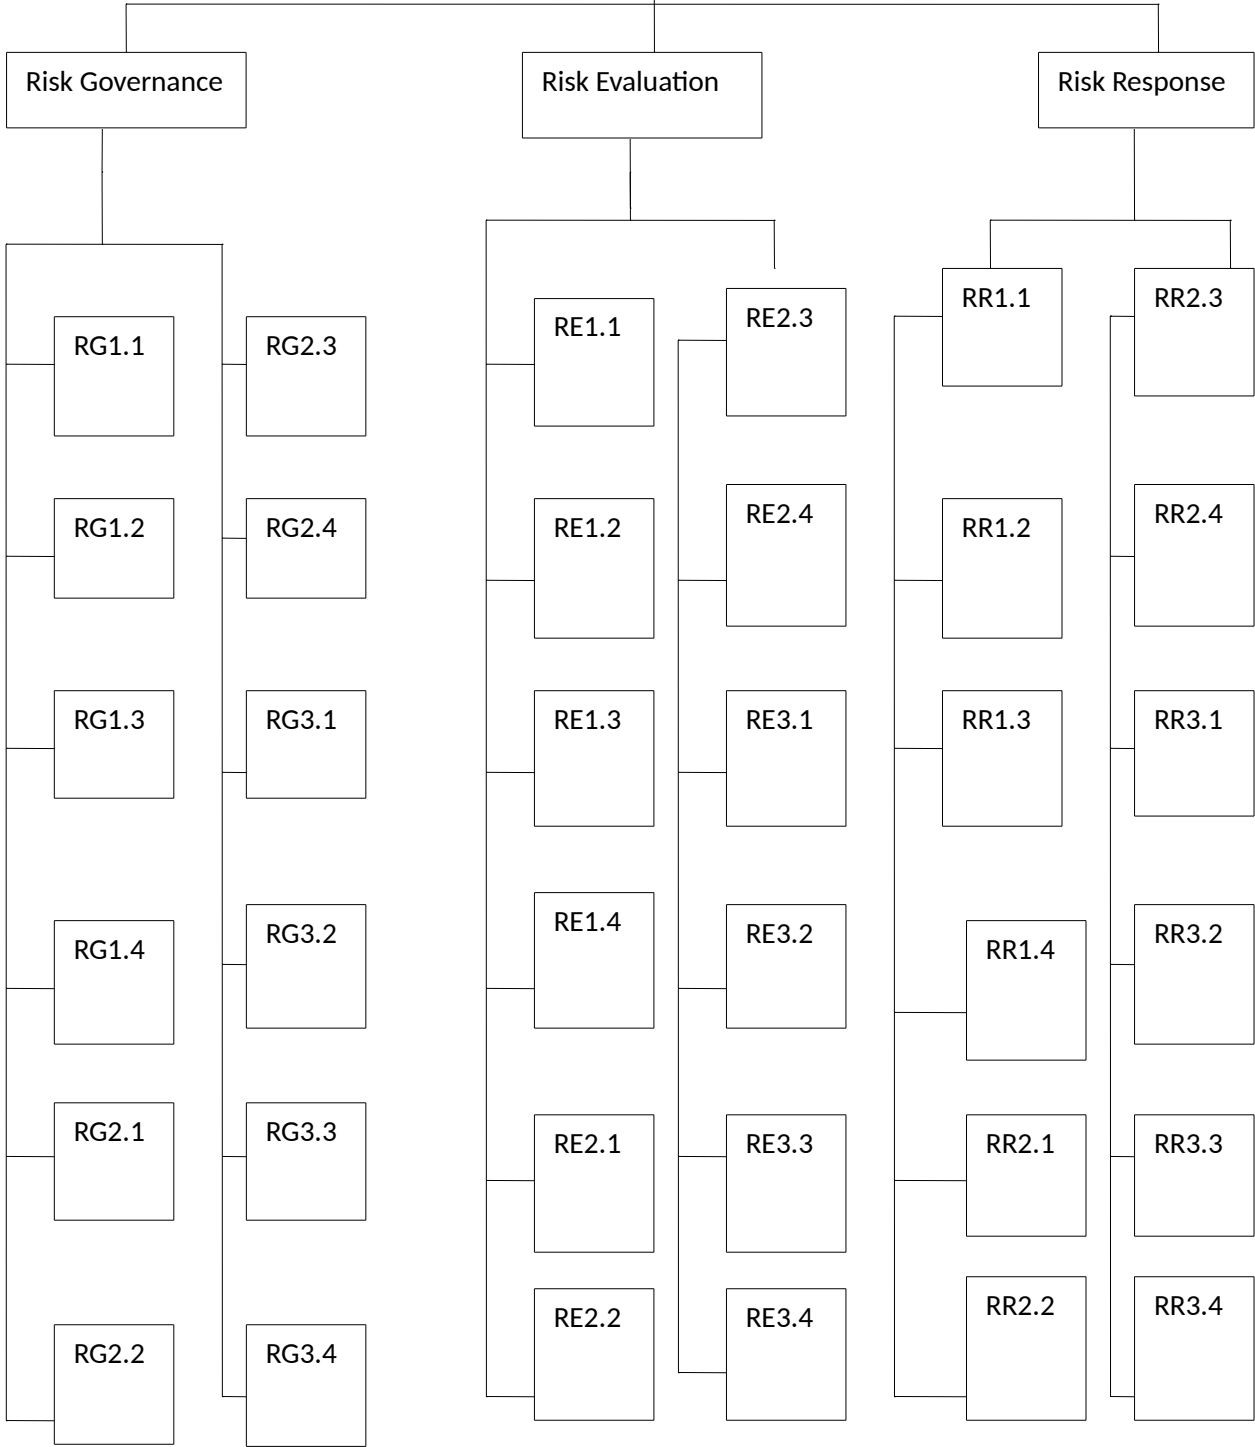 Risk Governance
Risk Evaluation
Risk Response
RG1.1
RG1.2
RG1.3
RG1.4
RG2.1
RG2.2
RG2.3
RG2.4
RG3.1
RG3.2
RG3.3
RG3.4
RE1.1
RE1.2
RE1.3
RE1.4
RE2.1
RE2.2
RE2.3
RE2.4
RE3.1
RE3.2
RE3.3
RE3.4
RR1.1
RR1.2
RR1.3
RR1.4
RR2.1
RR2.2
RR2.3
RR2.4
RR3.1
RR3.2
RR3.3
RR3.4